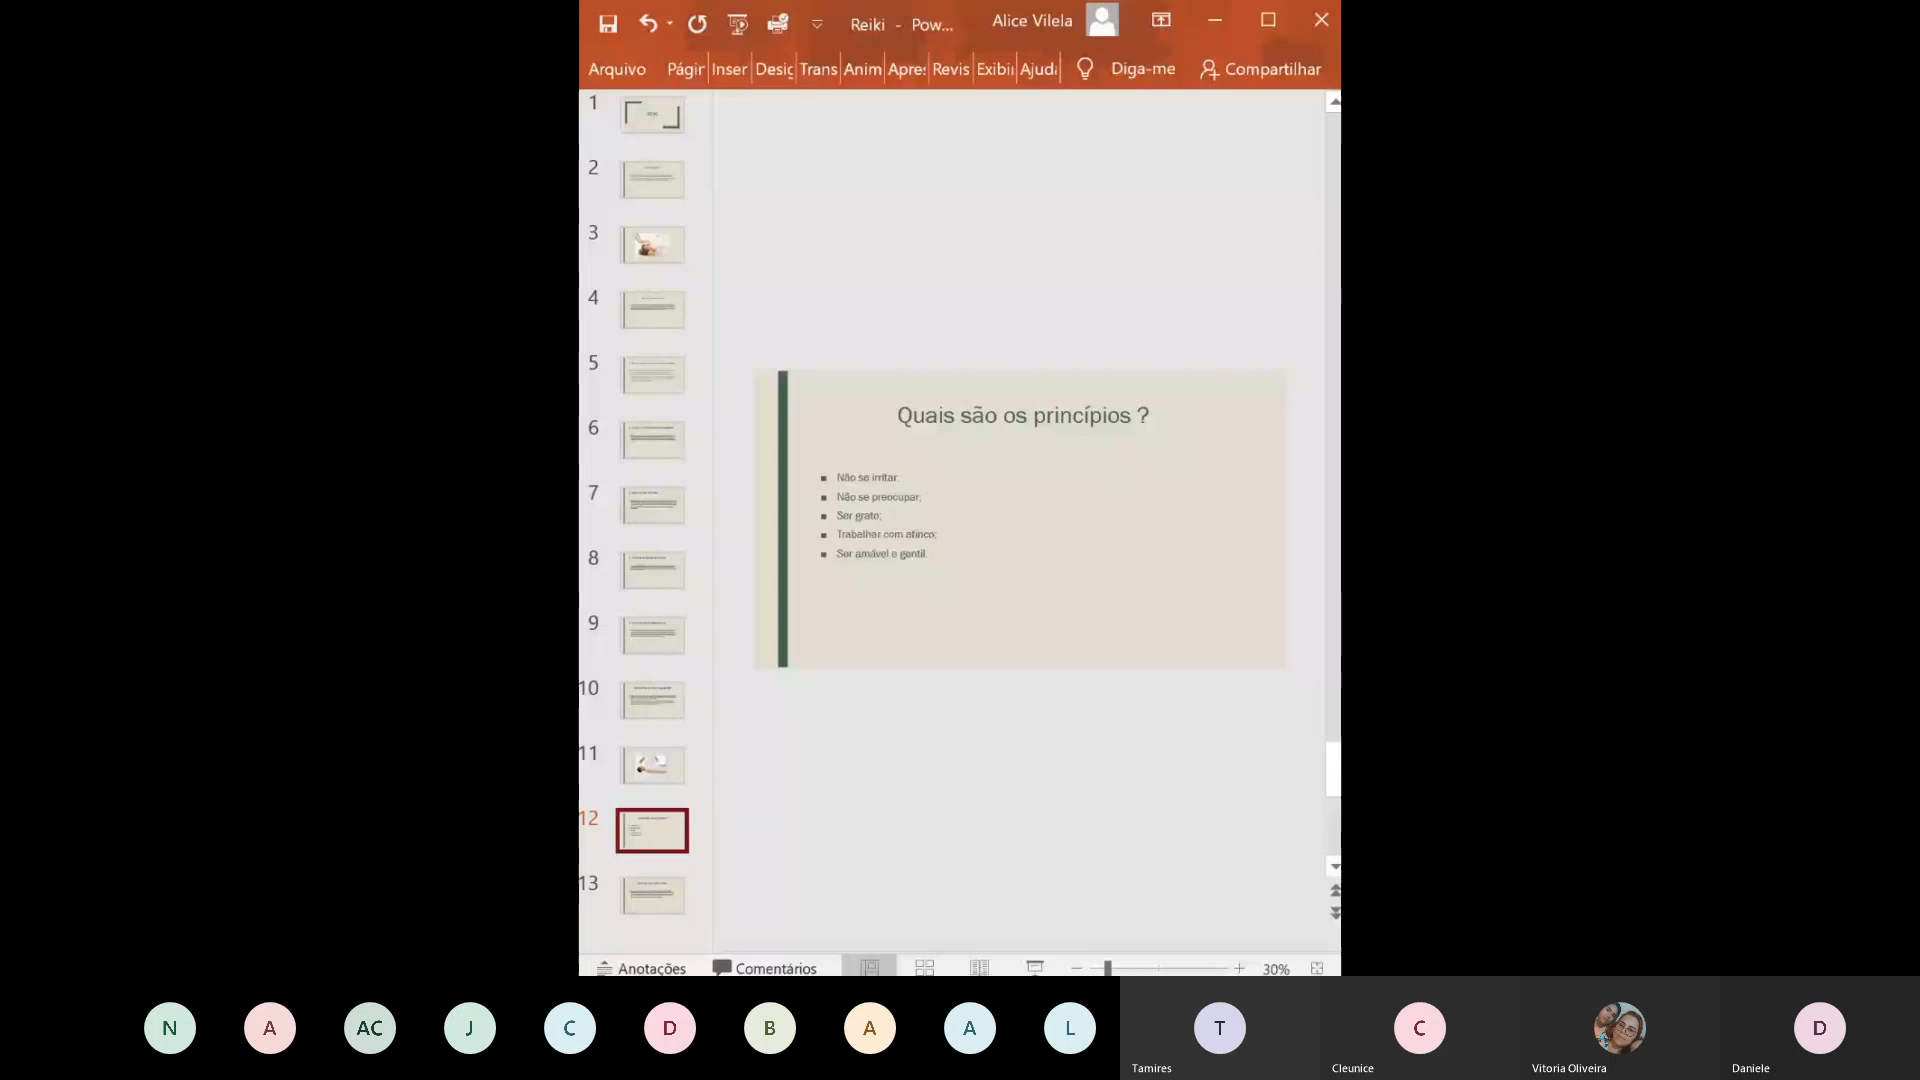 Reiki - Pow...
Alice Vilela
Arquivo Págir Inser Desig Trans Anim Apre: Revis Exibi Ajud Diga-me Compartilhar
1
2
3
4
5
6
7
8
9
10
11
12
13
Quais são os princípios ?
Não se irritar;
Não se preocupar;
Ser grato;
Trabalhar com afinco;
Ser amável e gentil.
Anotações Comentários 30%
N A AC J C D B A A L T C D
Tamires Cleunice Vitoria Oliveira Daniele